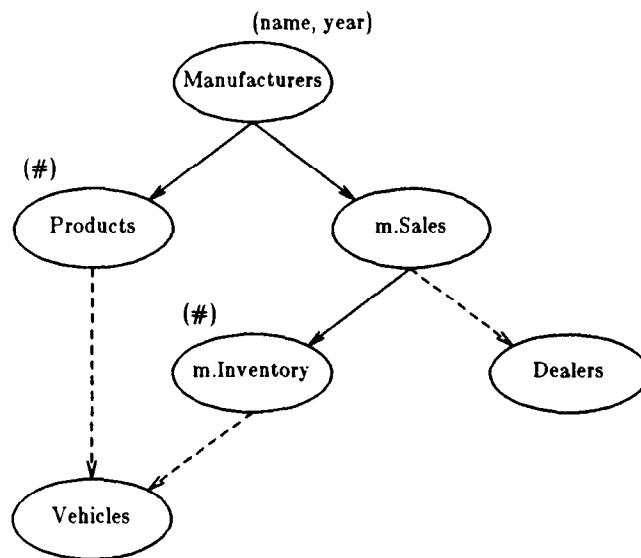 (name, year)
Manufacturers
(#)
Products
m.Sales
(#)
m.Inventory
Dealers
Vehicles